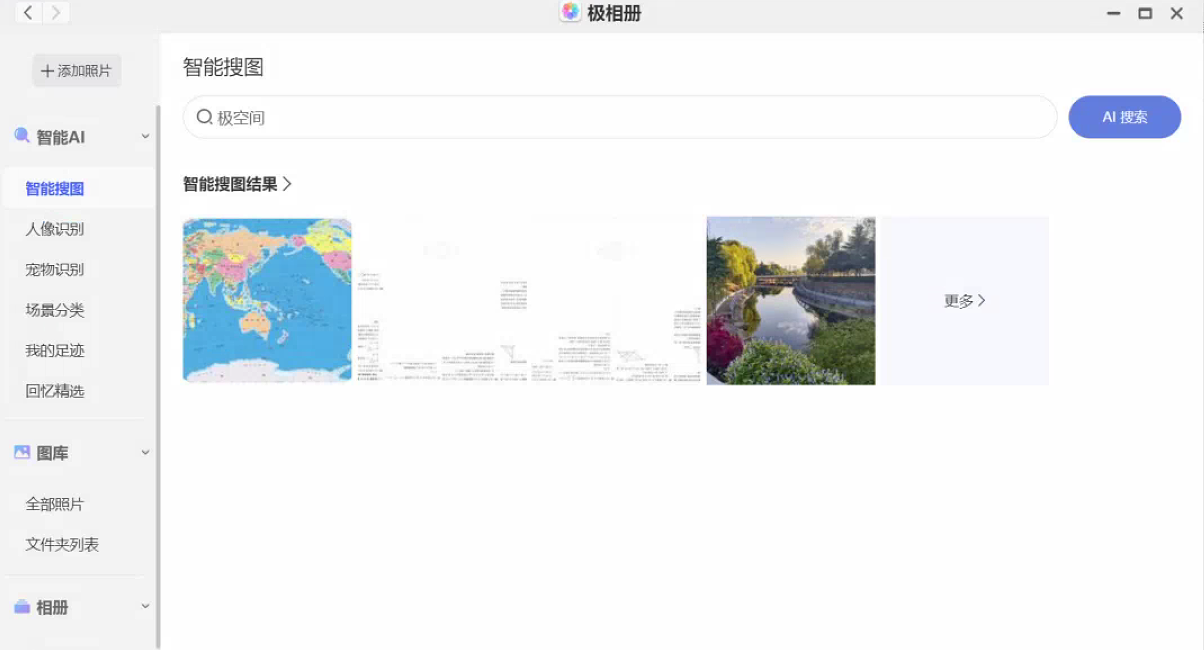 极相册
添加照片
智能AI
智能搜图
人像识别
宠物识别
场景分类
我的足迹
回忆精选
图库
全部照片
文件夹列表
相册
智能搜图
极空间
AI 搜索
智能搜图结果
更多